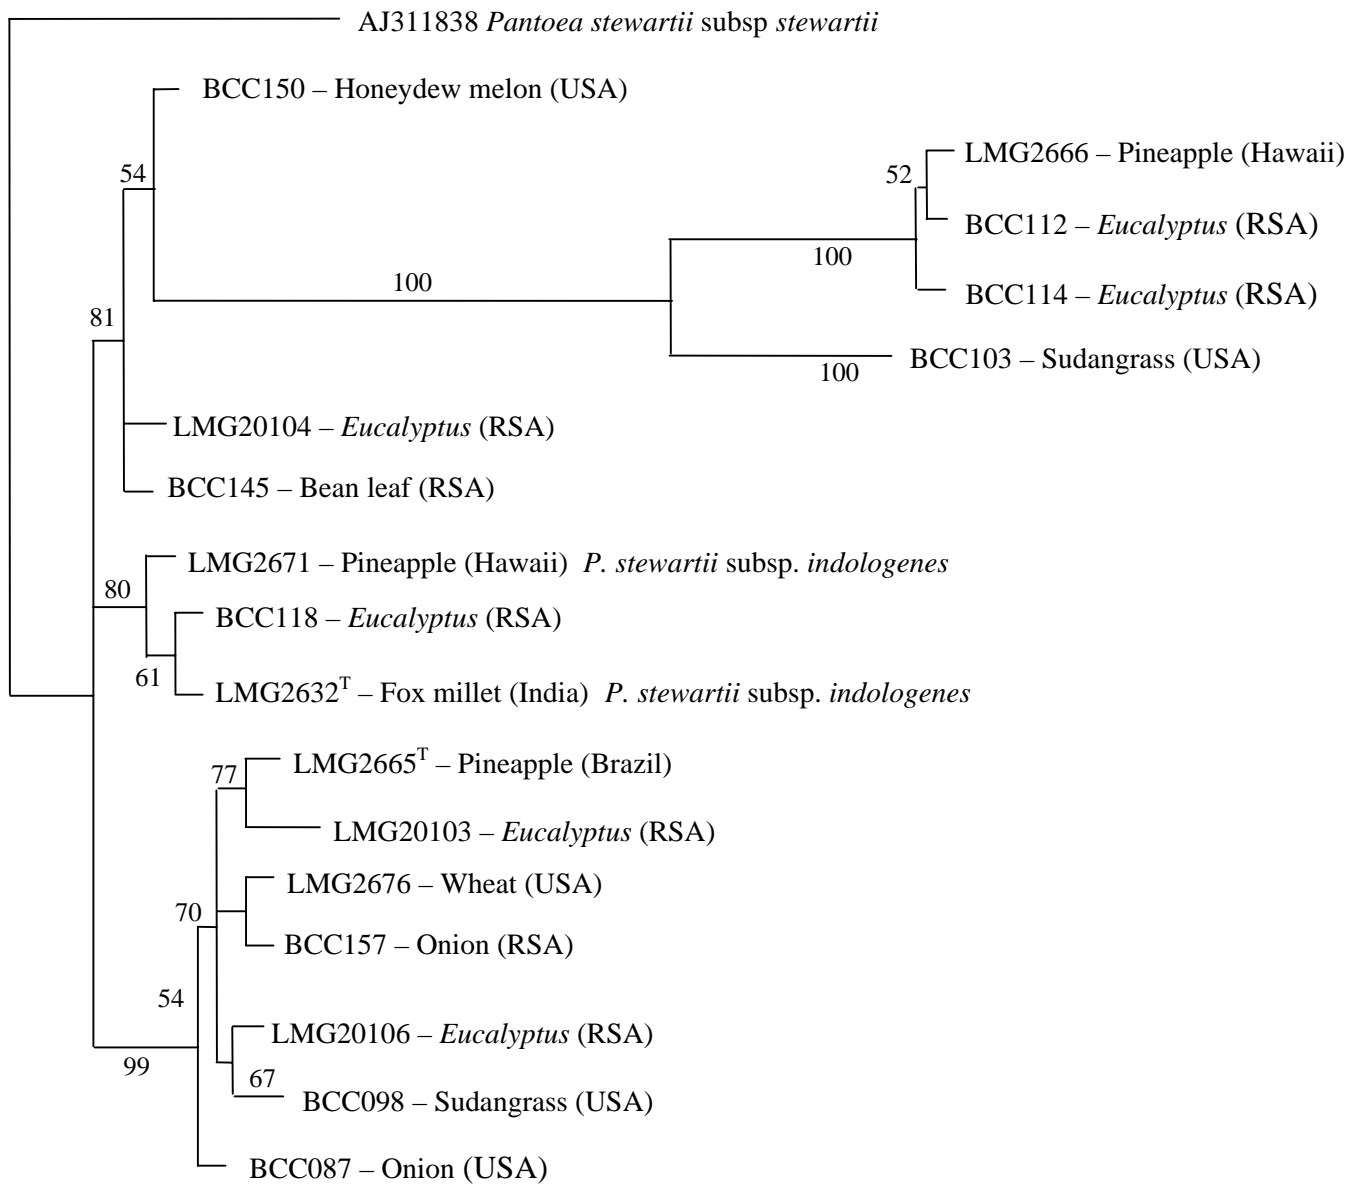 AJ311838 Pantoea stewartii subsp stewartii
BCC150 – Honeydew melon (USA)
LMG2666 – Pineapple (Hawaii)
54
52
BCC112 – Eucalyptus (RSA)
100
100
BCC114 – Eucalyptus (RSA)
81
BCC103 – Sudangrass (USA)
100
LMG20104 – Eucalyptus (RSA)
BCC145 – Bean leaf (RSA)
LMG2671 – Pineapple (Hawaii) P. stewartii subsp. indologenes
80
BCC118 – Eucalyptus (RSA)
61
LMG2632T – Fox millet (India) P. stewartii subsp. indologenes
LMG2665T – Pineapple (Brazil)
77
LMG20103 – Eucalyptus (RSA)
LMG2676 – Wheat (USA)
70
BCC157 – Onion (RSA)
54
LMG20106 – Eucalyptus (RSA)
99
67
BCC098 – Sudangrass (USA)
BCC087 – Onion (USA)